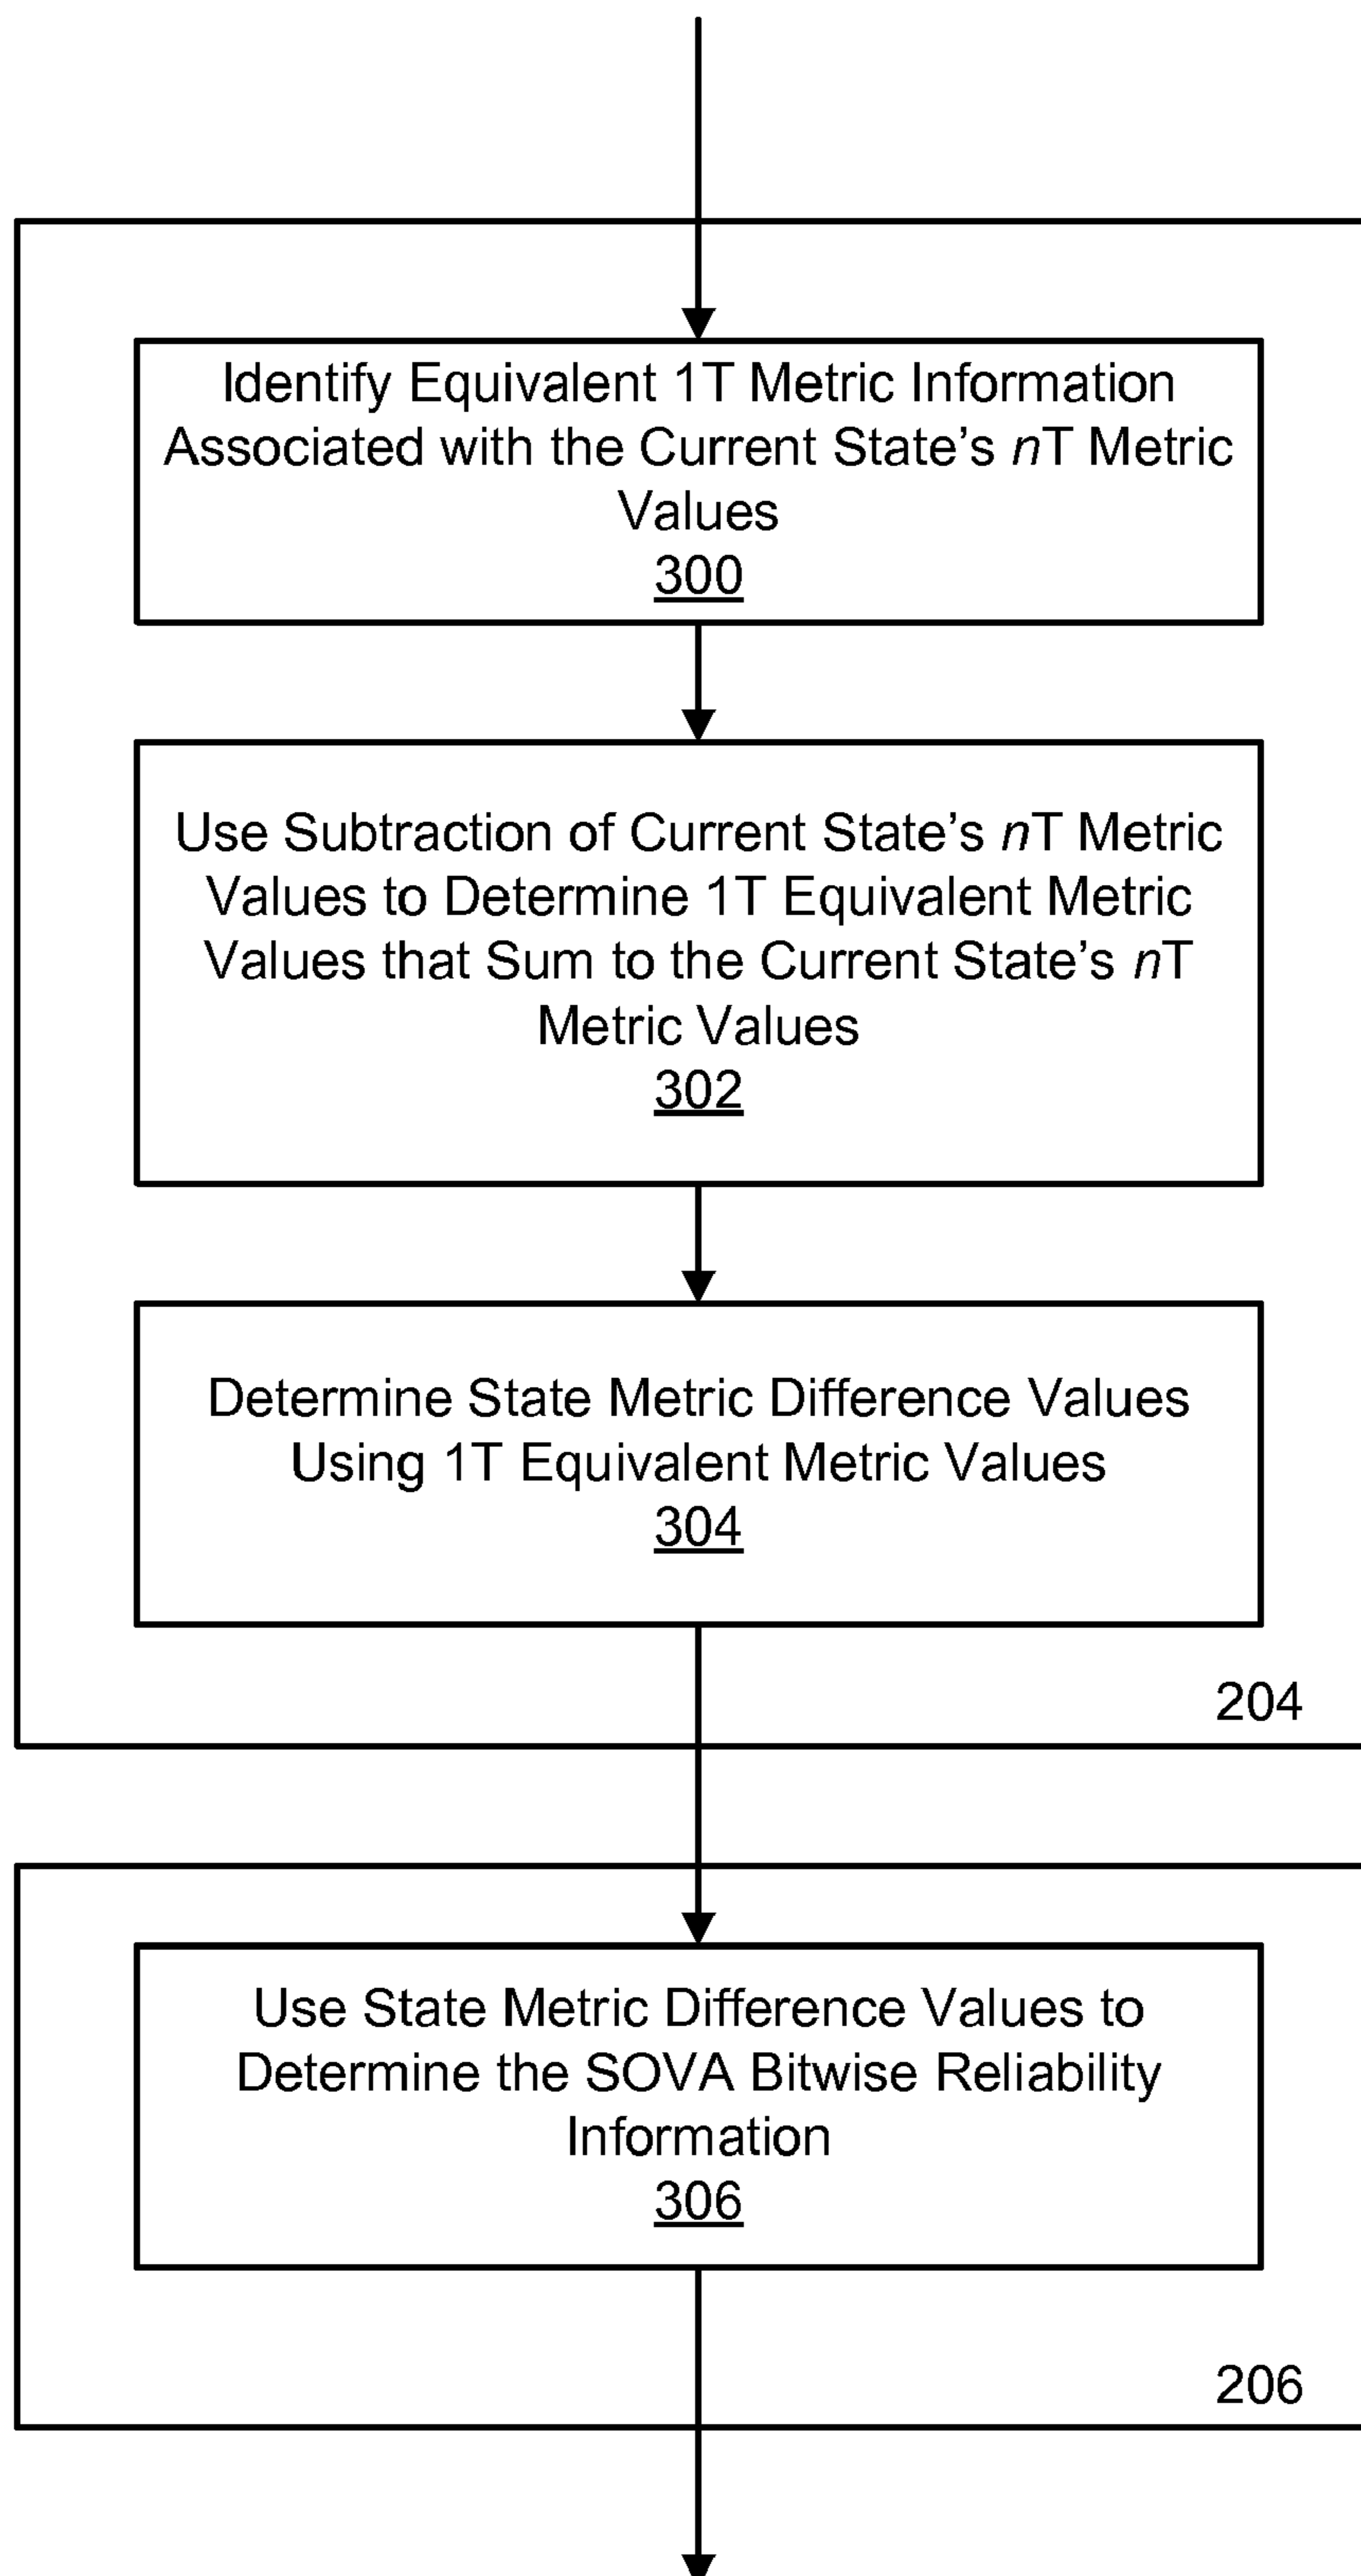 Identify Equivalent 1T Metric Information
Associated with the Current State’s nT Metric
Values
300
Use Subtraction of Current State’s nT Metric
Values to Determine 1T Equivalent Metric
Values that Sum to the Current State’s nT
Metric Values
302
Determine State Metric Difference Values
Using 1T Equivalent Metric Values
304
204
Use State Metric Difference Values to
Determine the SOVA Bitwise Reliability
Information
306
206